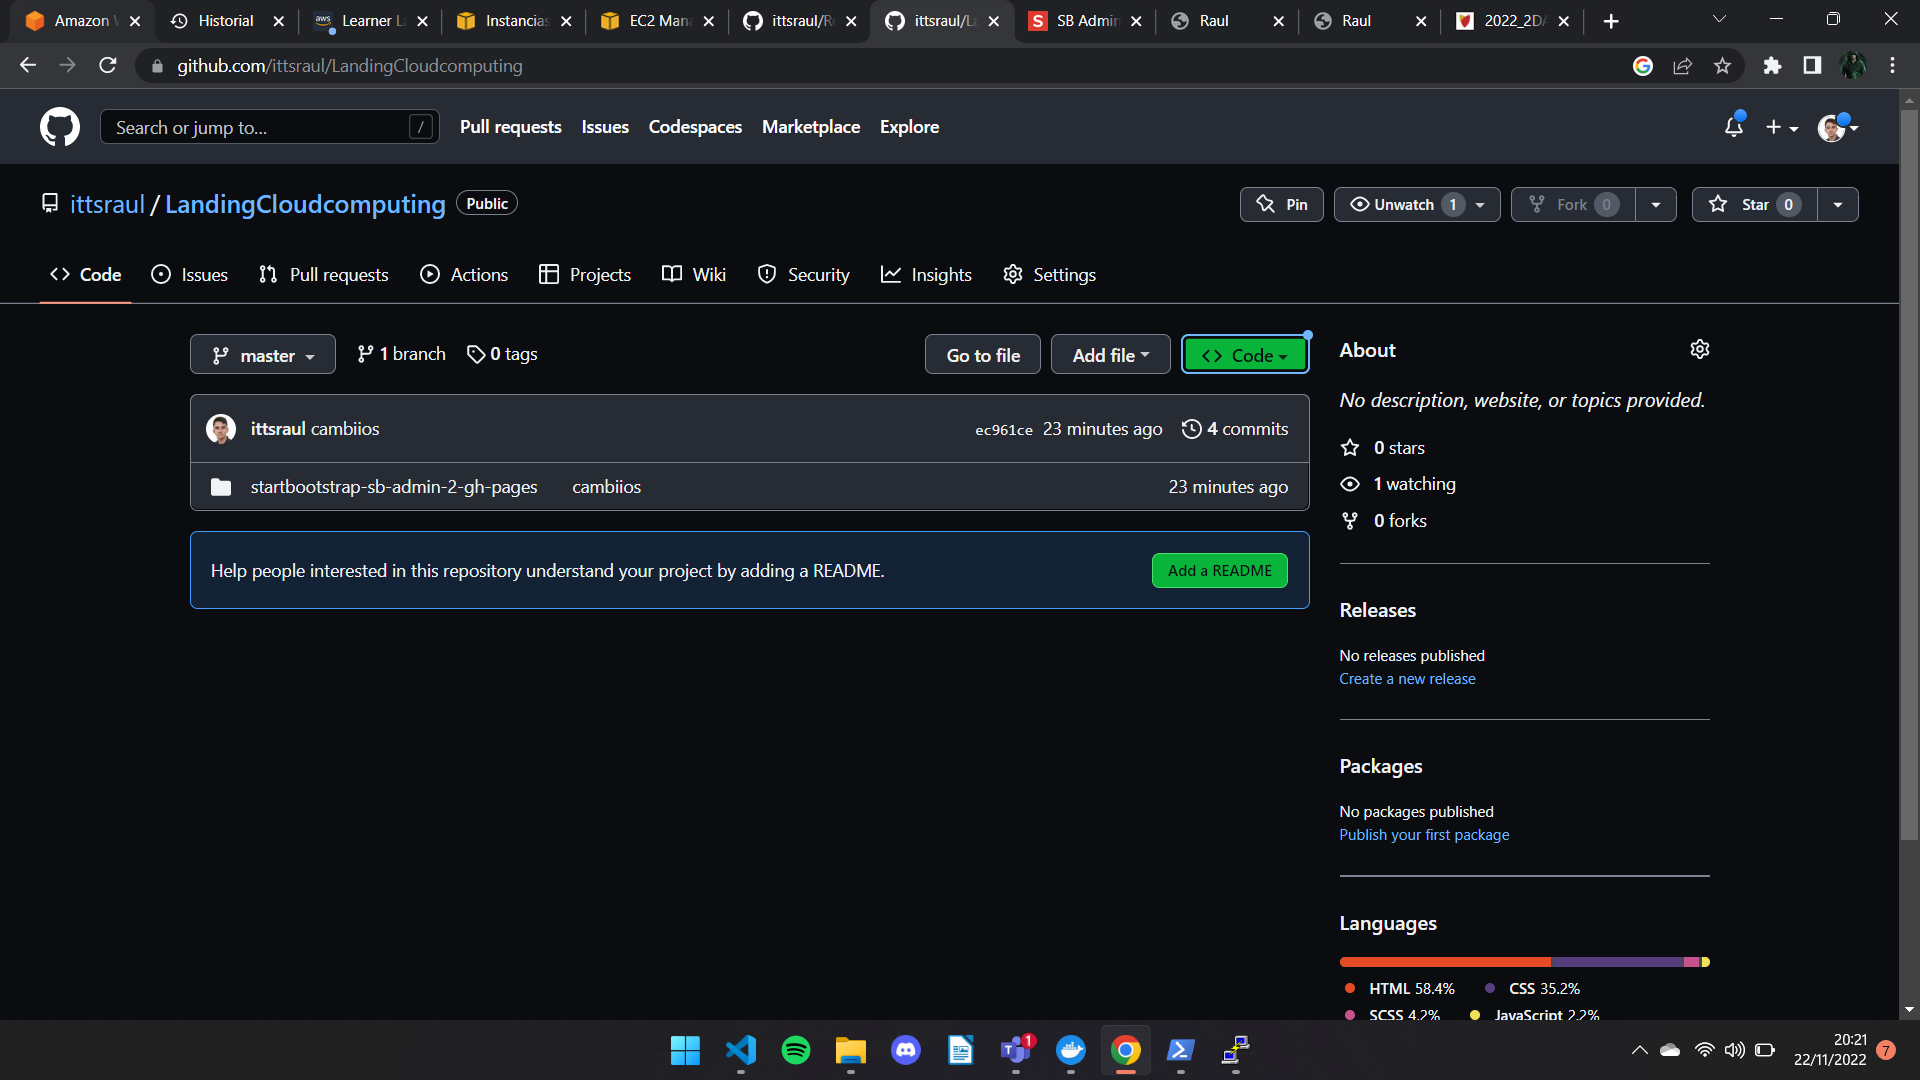 Amazon
Historial
aws Learner L
Instancias
EC2 Man
ittsraul/R
ittsraul/L
S SB Admin
Raul
Raul
2022_2DA
github.com/ittsraul/LandingCloudcomputing
Search or jump to... /
Pull requests Issues Codespaces Marketplace Explore
ittsraul / LandingCloudcomputing Public
Pin
Unwatch 1
Fork 0
Star 0
Code Issues Pull requests Actions Projects Wiki Security Insights Settings
master 1 branch 0 tags
Go to file Add file Code
ittsraul cambiios ec961ce 23 minutes ago 4 commits
startbootstrap-sb-admin-2-gh-pages cambiios 23 minutes ago
Help people interested in this repository understand your project by adding a README. Add a README
About
No description, website, or topics provided.
0 stars
1 watching
0 forks
Releases
No releases published
Create a new release
Packages
No packages published
Publish your first package
Languages
HTML 58.4% CSS 35.2%
SCSS 4.2% JavaScript 2.2%
1
20:21
22/11/2022 7